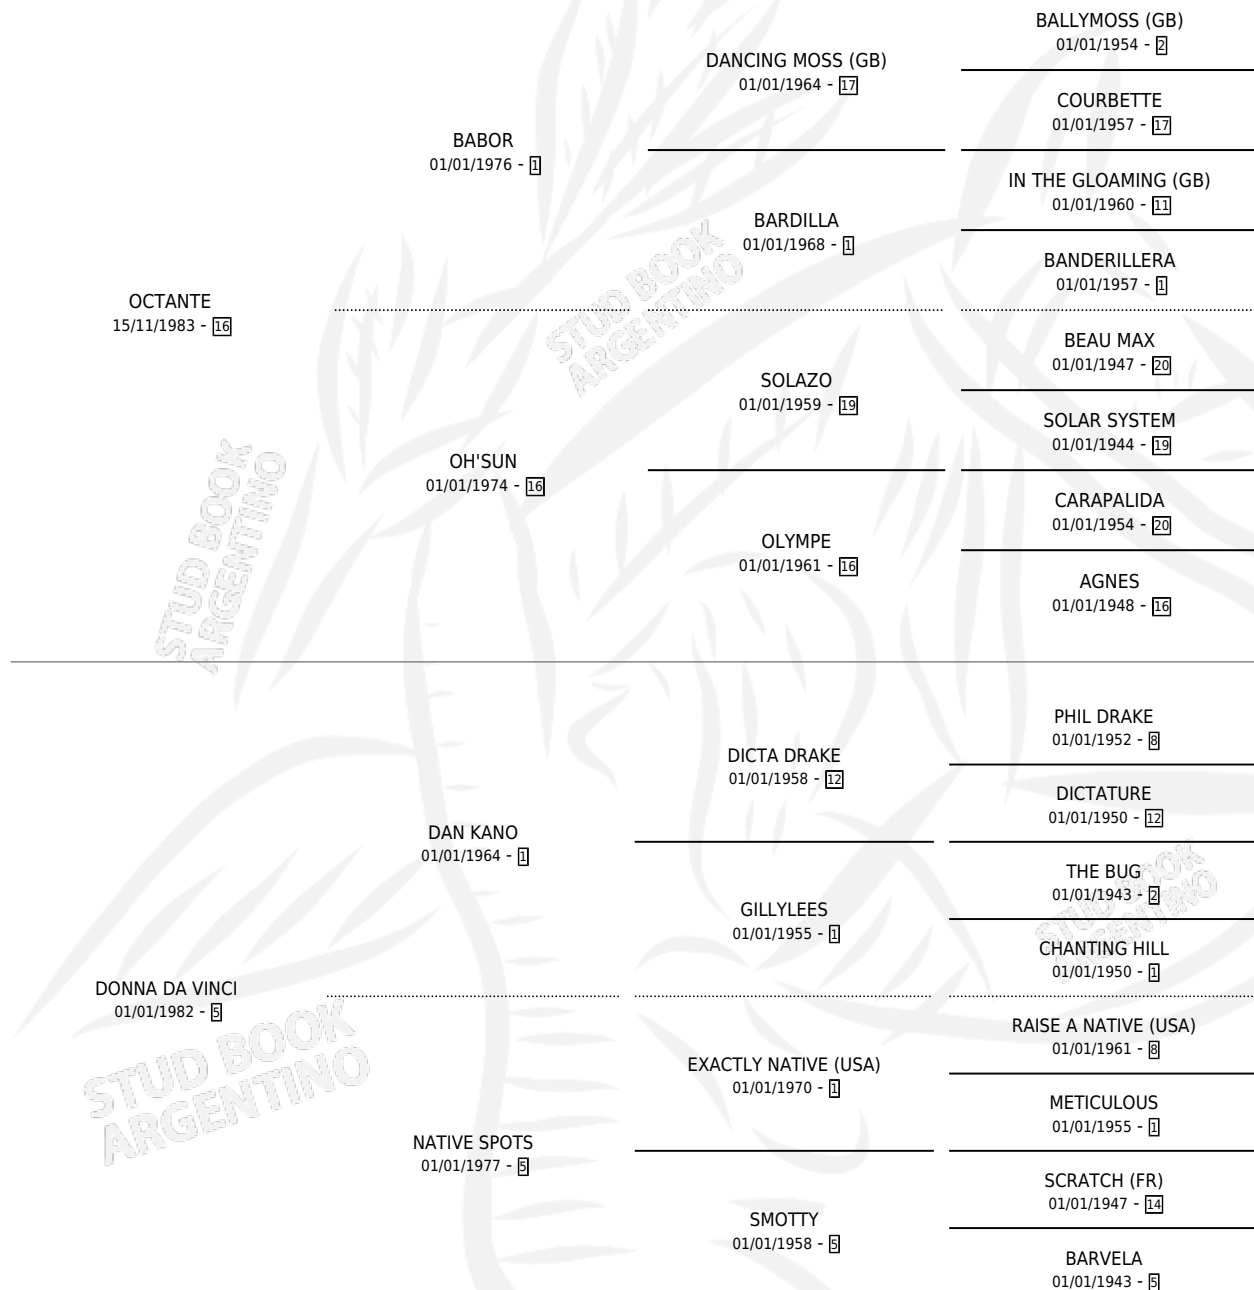 BALLYMOSS (GB)
01/01/1954 - 2
DANCING MOSS (GB)
01/01/1964 - 17
COURBETTE
01/01/1957 - 17
BABOR
01/01/1976 - 1
IN THE GLOAMING (GB)
01/01/1960 - 11
BARDILLA
01/01/1968 - 1
BANDERILLERA
01/01/1957 - 1
OCTANTE
15/11/1983 - 16
BEAU MAX
01/01/1947 - 20
SOLAZO
01/01/1959 - 19
SOLAR SYSTEM
01/01/1944 - 19
OH'SUN
01/01/1974 - 16
CARAPALIDA
01/01/1954 - 20
OLYMPE
01/01/1961 - 16
AGNES
01/01/1948 - 16
PHIL DRAKE
01/01/1952 - 8
DICTA DRAKE
01/01/1958 - 12
DICTATURE
01/01/1950 - 12
DAN KANO
01/01/1964 - 1
THE BUG
01/01/1943 - 2
GILLYLEES
01/01/1955 - 1
CHANTING HILL
01/01/1950 - 1
DONNA DA VINCI
01/01/1982 - 5
RAISE A NATIVE (USA)
01/01/1961 - 8
EXACTLY NATIVE (USA)
01/01/1970 - 1
METICULOUS
01/01/1955 - 1
NATIVE SPOTS
01/01/1977 - 5
SCRATCH (FR)
01/01/1947 - 14
SMOTTY
01/01/1958 - 5
BARVELA
01/01/1943 - 5
STUD BOOK
ARGENTINO
STUD BOOK
ARGENTINO
STUD BOOK
ARGENTINO
STUD BOOK
ARGENTINO